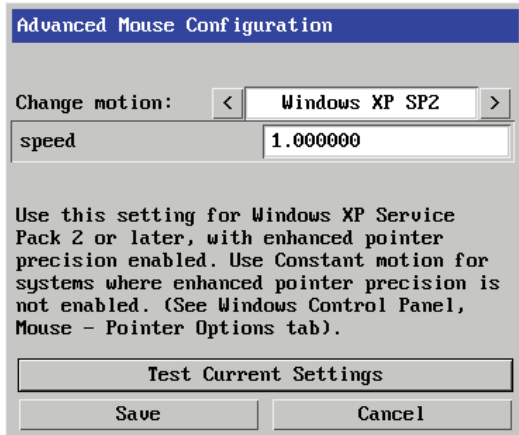 Advanced Mouse Configuration
Change motion: < Windows XP SP2 >
speed 1.000000
Use this setting for Windows XP Service
Pack 2 or later, with enhanced pointer
precision enabled. Use Constant motion for
systems where enhanced pointer precision is
not enabled. (See Windows Control Panel,
Mouse - Pointer Options tab).
Test Current Settings
Save Cancel